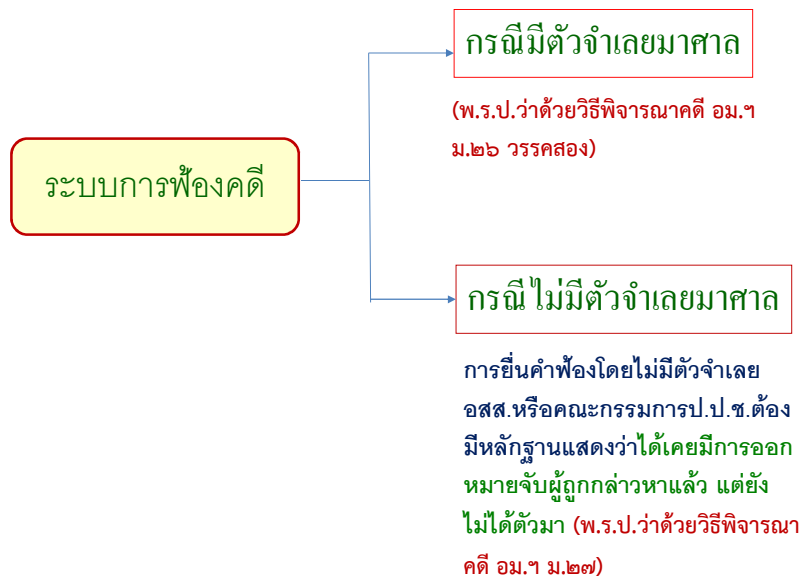 ระบบการฟ้องคดี
กรณีมีตัวจำเลยมาศาล
(พ.ร.ป.ว่าด้วยวิธีพิจารณาคดี อม.ฯ
ม.๒๖ วรรคสอง)
กรณีไม่มีตัวจำเลยมาศาล
การยื่นคำฟ้องโดยไม่มีตัวจำเลย
อสส.หรือคณะกรรมการป.ป.ช.ต้อง
มีหลักฐานแสดงว่าได้เคยมีการออก
หมายจับผู้ถูกกล่าวหาแล้ว แต่ยัง
ไม่ได้ตัวมา (พ.ร.ป.ว่าด้วยวิธีพิจารณา
คดี อม.ฯ ม.๒๗)